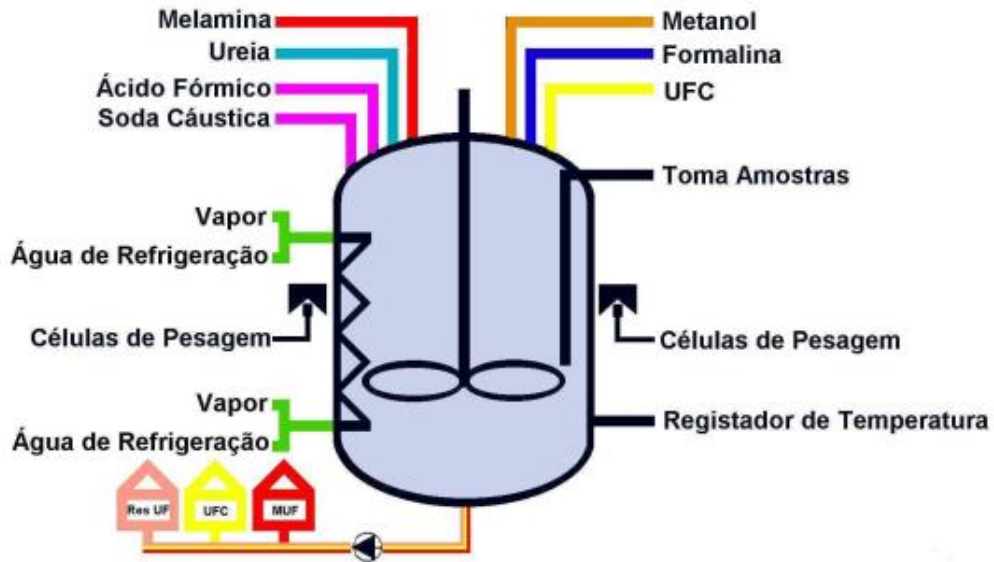 Melamina
Ureia
Ácido Fórmico
Soda Cáustica
Metanol
Formalina
UFC
Toma Amostras
Vapor
Água de Refrigeração
Células de Pesagem
Células de Pesagem
Vapor
Água de Refrigeração
Registador de Temperatura
Res UF
UFC
MUF